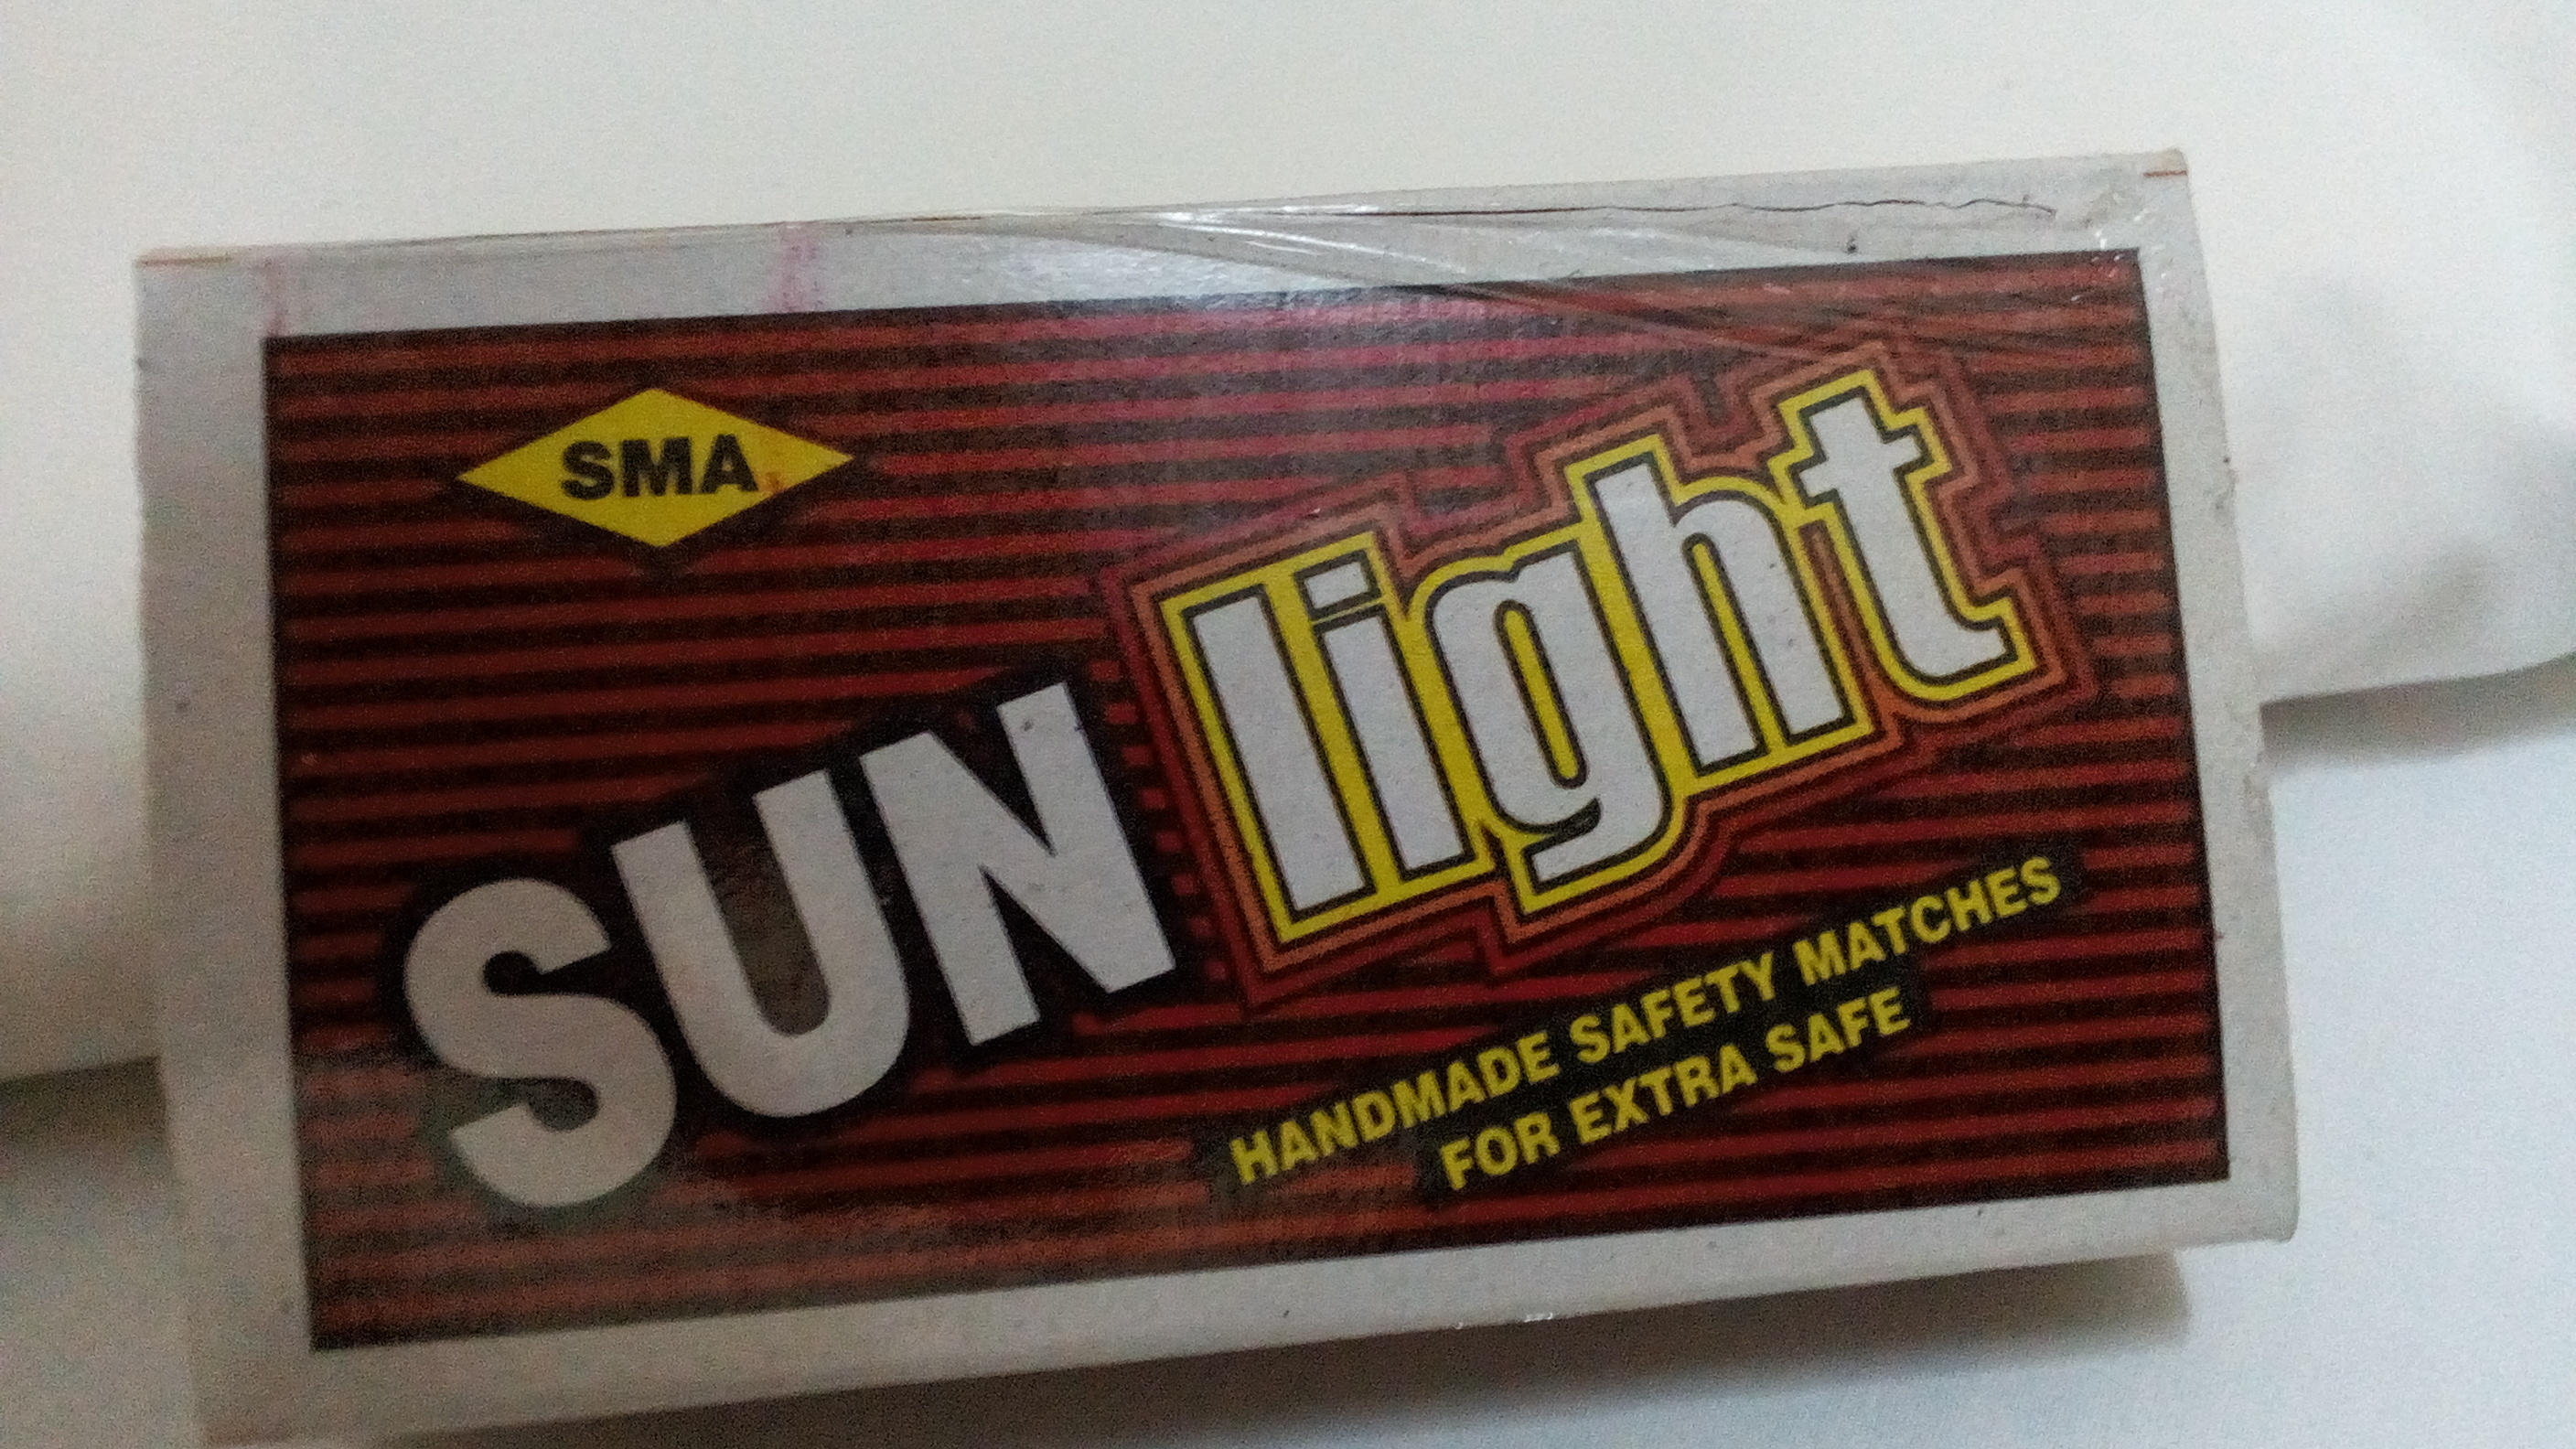 SMA
SUN light
HANDMADE SAFETY MATCHES
FOR EXTRA SAFE